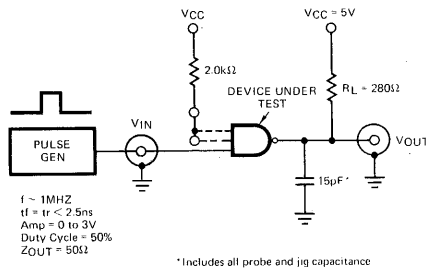 VCC
VCC = 5V
2.0kΩ
DEVICE UNDER
TEST
RL = 280Ω
VIN
PULSE
GEN
VOUT
15pF*
f ~ 1MHZ
tf = tr < 2.5ns
Amp = 0 to 3V
Duty Cycle = 50%
ZOUT = 50Ω
*Includes all probe and jig capacitance